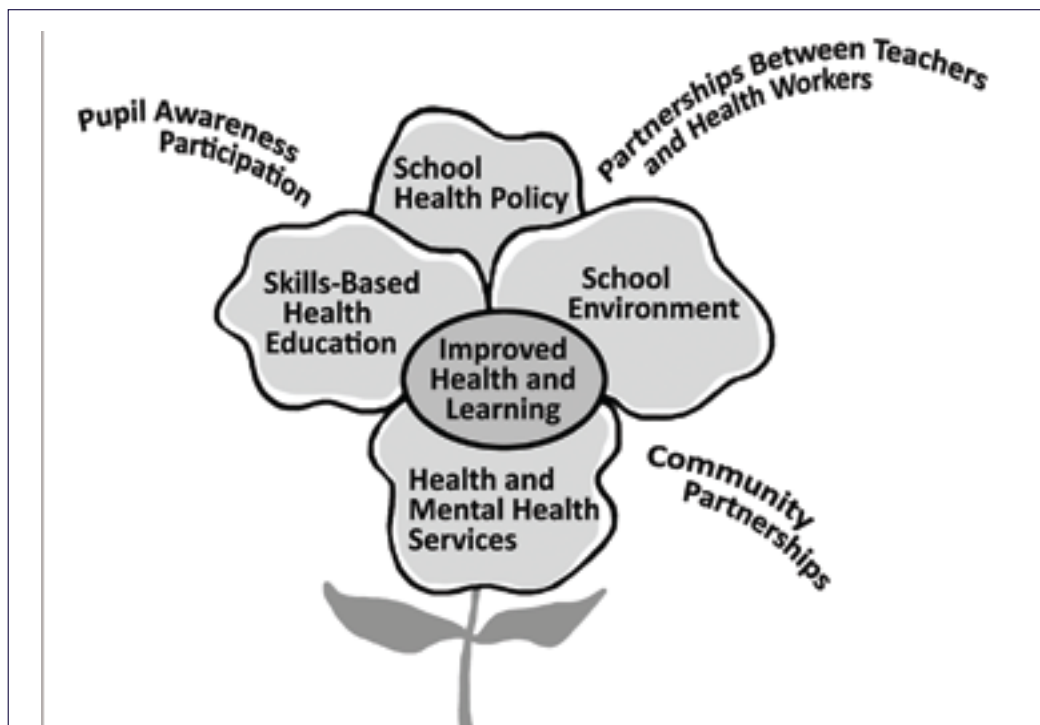 Pupil Awareness
Participation
Partnerships Between Teachers
and Health Workers
School
Health Policy
Skills-Based
Health
Education
School
Environment
Improved
Health and
Learning
Health and
Mental Health
Services
Community
Partnerships